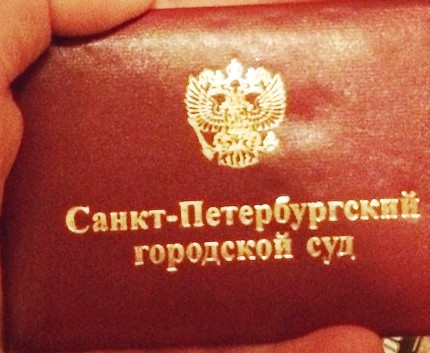 Санкт-Петербургский
городской суд